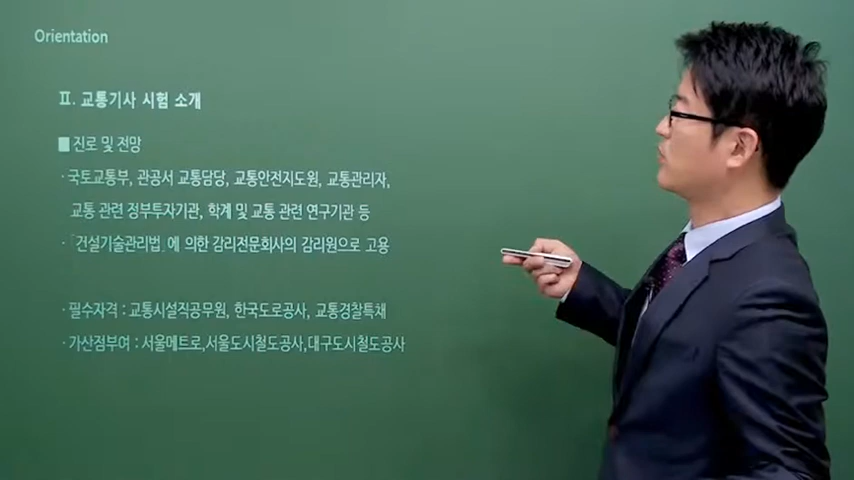 Orientation
Ⅱ. 교통기사 시험 소개
■진로 및 전망
· 국토교통부, 관공서 교통담당, 교통안전지도원, 교통관리자,
교통 관련 정부투자기관, 학계 및 교통 관련 연구기관 등
· 「건설기술관리법」에 의한 감리전문회사의 감리원으로 고용
· 필수자격 : 교통시설직공무원, 한국도로공사, 교통경찰특채
· 가산점부여 : 서울메트로,서울도시철도공사,대구도시철도공사